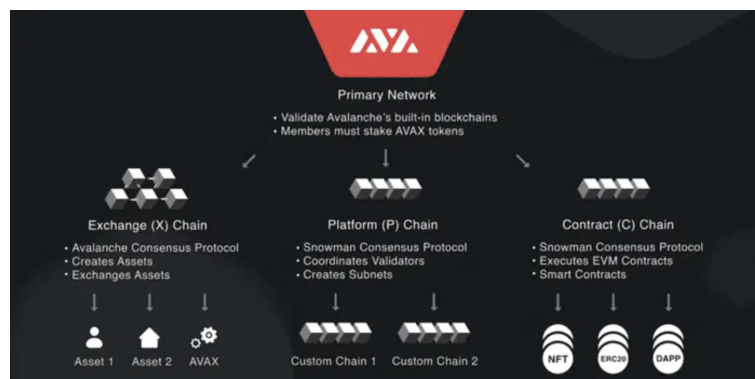 AVA
Primary Network
• Validate Avalanche's built-in blockchains
• Members must stake AVAX tokens
Exchange (X) Chain
• Avalanche Consensus Protocol
• Creates Assets
• Exchanges Assets
Asset 1
Asset 2
AVAX
Platform (P) Chain
• Snowman Consensus Protocol
• Coordinates Validators
• Creates Subnets
Custom Chain 1
Custom Chain 2
Contract (C) Chain
• Snowman Consensus Protocol
• Executes EVM Contracts
• Smart Contracts
NFT
ERC20
DAPP